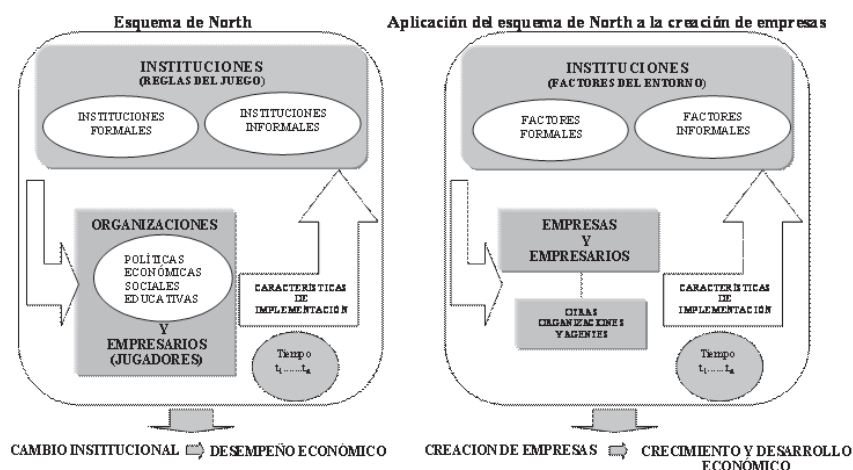 Esquema de North
INSTITUCIONES
(REGLAS DEL JUEGO)
INSTITUCIONES
FORMALES
INSTITUCIONES
INFORMALES
ORGANIZACIONES
POLÍTICAS
ECONÓMICAS
SOCIALES
EDUCATIVAS
Y
EMPRESARIOS
(JUGADORES)
CARACTERÍSTICAS
DE
IMPLEMENTACIÓN
Tiempo
t₁......tₙ
CAMBIO INSTITUCIONAL
DESEMPEÑO ECONÓMICO
Aplicación del esquema de North a la creación de empresas
INSTITUCIONES
(FACTORES DEL ENTORNO)
FACTORES
FORMALES
FACTORES
INFORMALES
EMPRESAS
Y
EMPRESARIOS
OTRAS
ORGANIZACIONES
Y AGENTES
CARACTERÍSTICAS
DE
IMPLEMENTACIÓN
Tiempo
t₁......tₙ
CREACION DE EMPRESAS
CRECIMIENTO Y DESARROLLO
ECONÓMICO